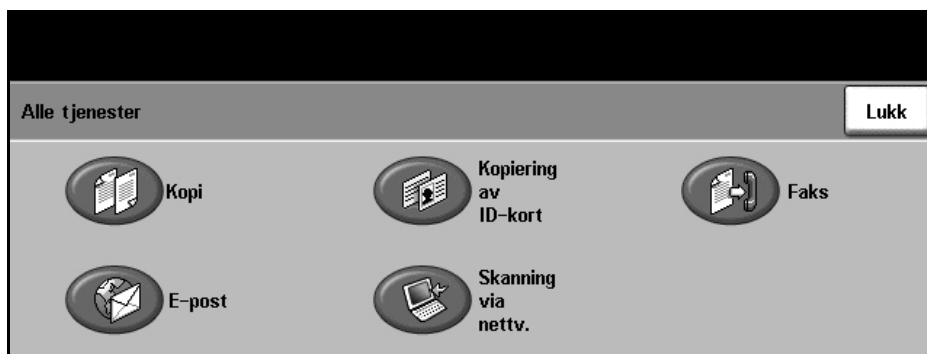 Alle tjenester
Lukk
Kopi
Kopiering
av
ID-kort
Faks
E-post
Skanning
via
nettv.